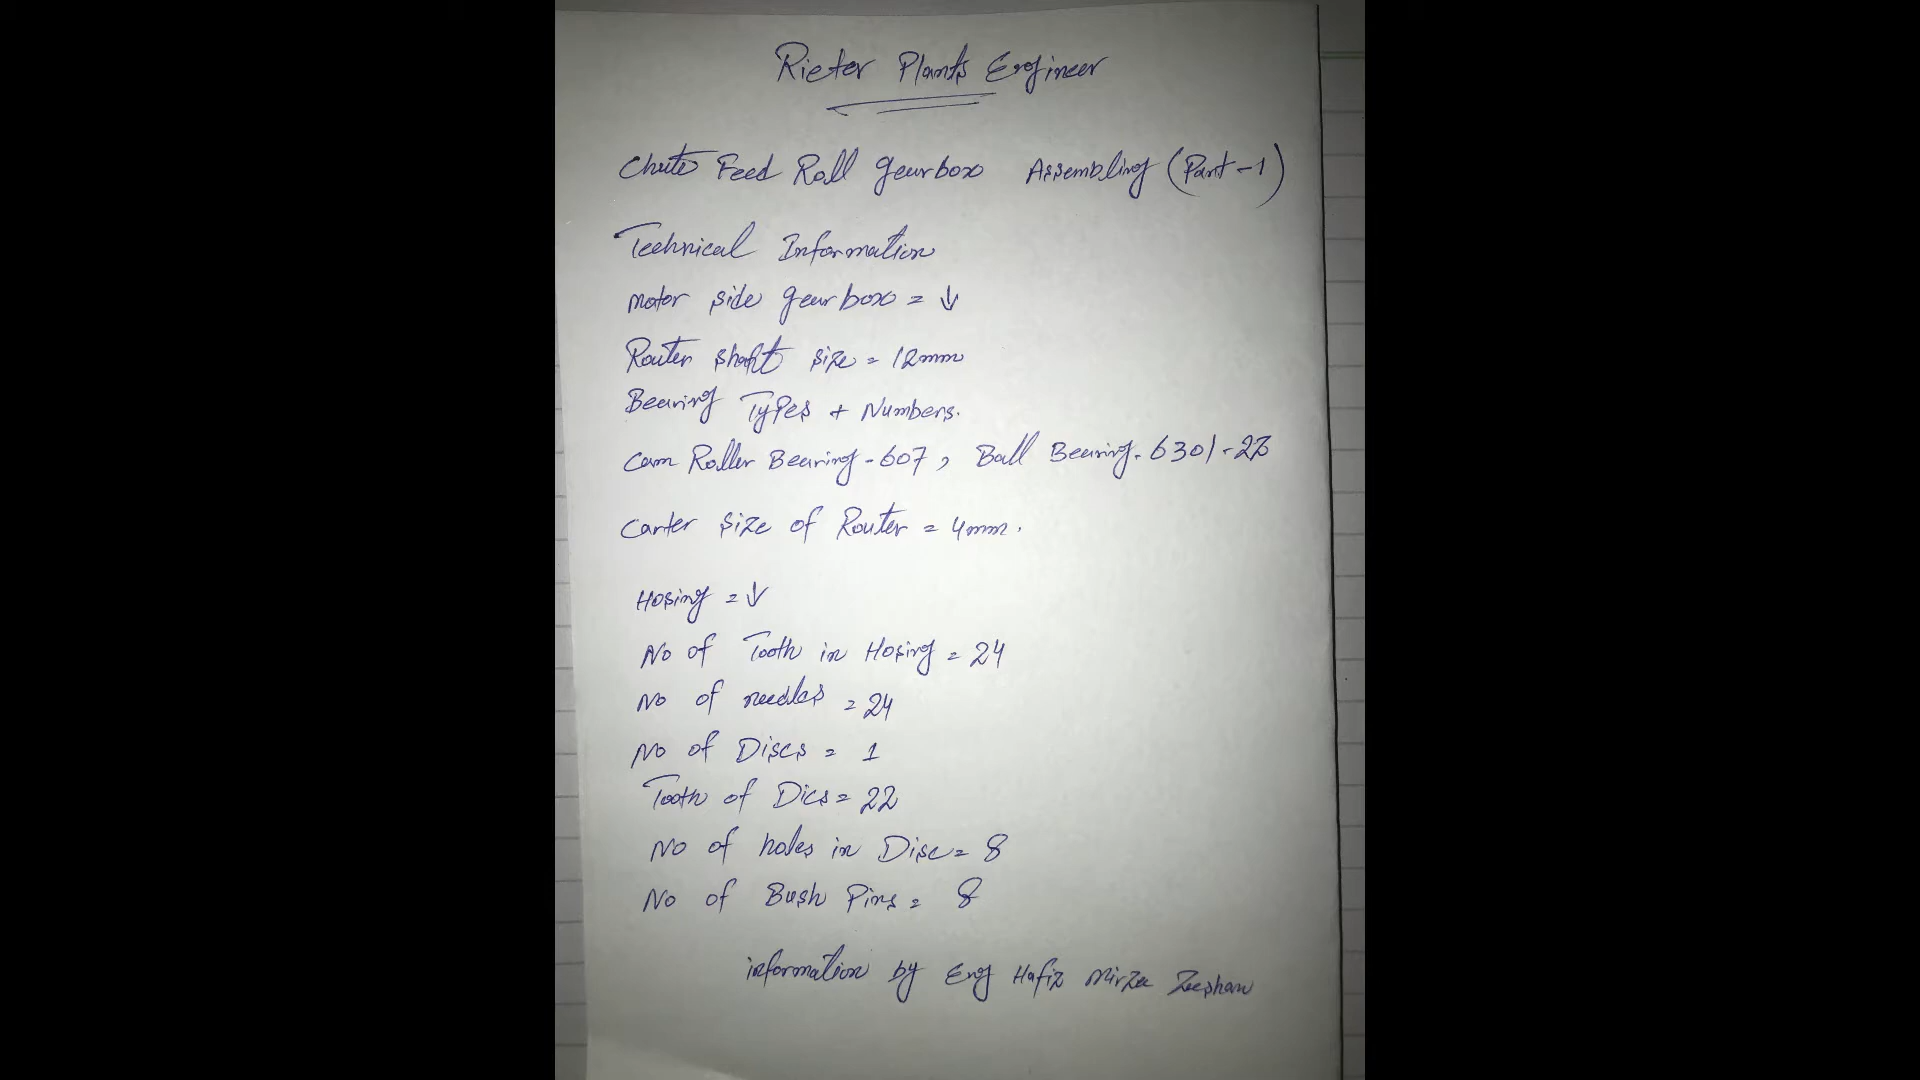 Rieter Plants Engineer
Chute Feed Roll gearbox Assembling (Part-1)
Technical Information
Motor side gearbox = ↓
Router shaft size = 12mm
Bearing Types + Numbers.
Cam Roller Bearing - 607, Ball Bearing - 6301-2Z
Carter size of Router = 4mm.
Hosing = ↓
No of Tooth in Hosing = 24
No of needles = 24
No of Discs = 1
Tooth of Dics = 22
No of holes in Disc = 8
No of Bush Pins = 8
information by Eng Hafiz Mirza Zeeshan